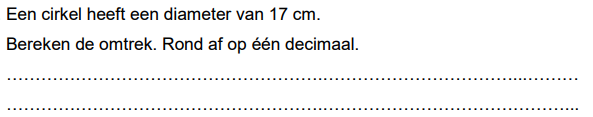 Een cirkel heeft een diameter van 17 cm.
Bereken de omtrek. Rond af op één decimaal.
……………………………………………….……………………………....………
……………………………………………….……………………………………...